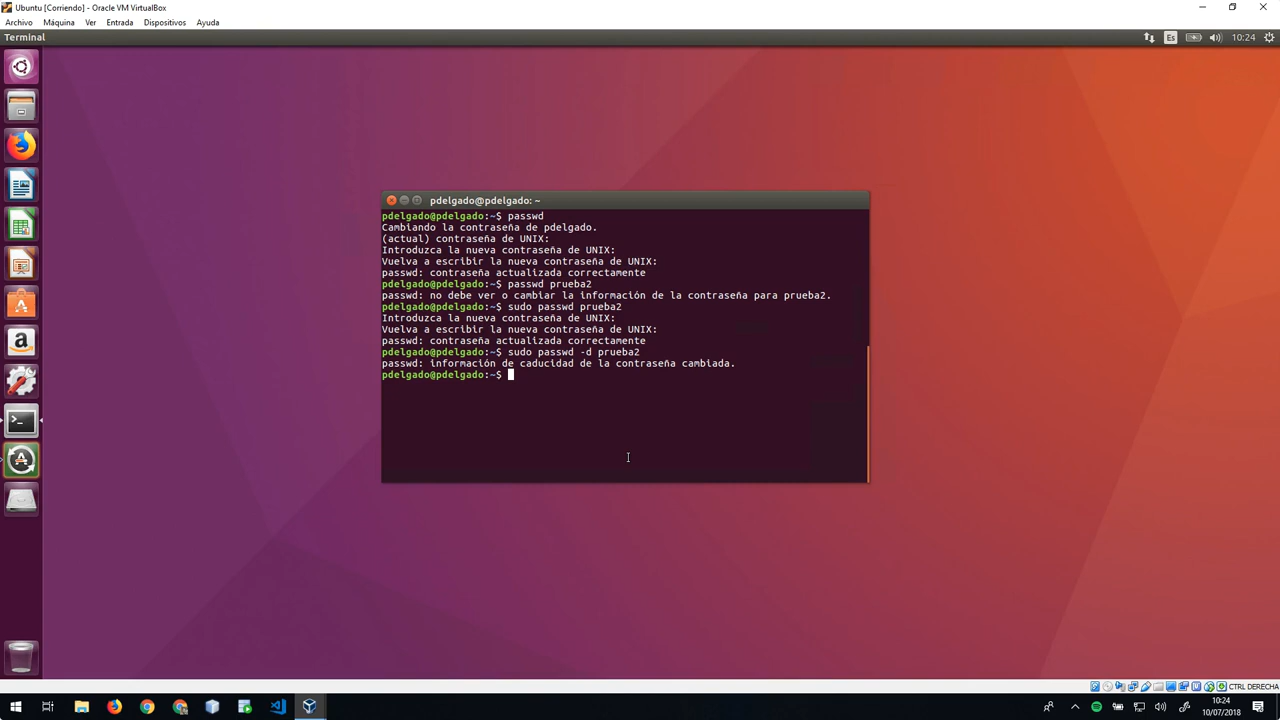 Ubuntu [Corriendo] - Oracle VM VirtualBox
Archivo Máquina Ver Entrada Dispositivos Ayuda
Terminal Es 10:24
pdelgado@pdelgado: ~
pdelgado@pdelgado:~$ passwd
Cambiando la contraseña de pdelgado.
(actual) contraseña de UNIX:
Introduzca la nueva contraseña de UNIX:
Vuelva a escribir la nueva contraseña de UNIX:
passwd: contraseña actualizada correctamente
pdelgado@pdelgado:~$ passwd prueba2
passwd: no debe ver o cambiar la información de la contraseña para prueba2.
pdelgado@pdelgado:~$ sudo passwd prueba2
Introduzca la nueva contraseña de UNIX:
Vuelva a escribir la nueva contraseña de UNIX:
passwd: contraseña actualizada correctamente
pdelgado@pdelgado:~$ sudo passwd -d prueba2
passwd: información de caducidad de la contraseña cambiada.
pdelgado@pdelgado:~$
CTRL DERECHA
10:24
10/07/2018